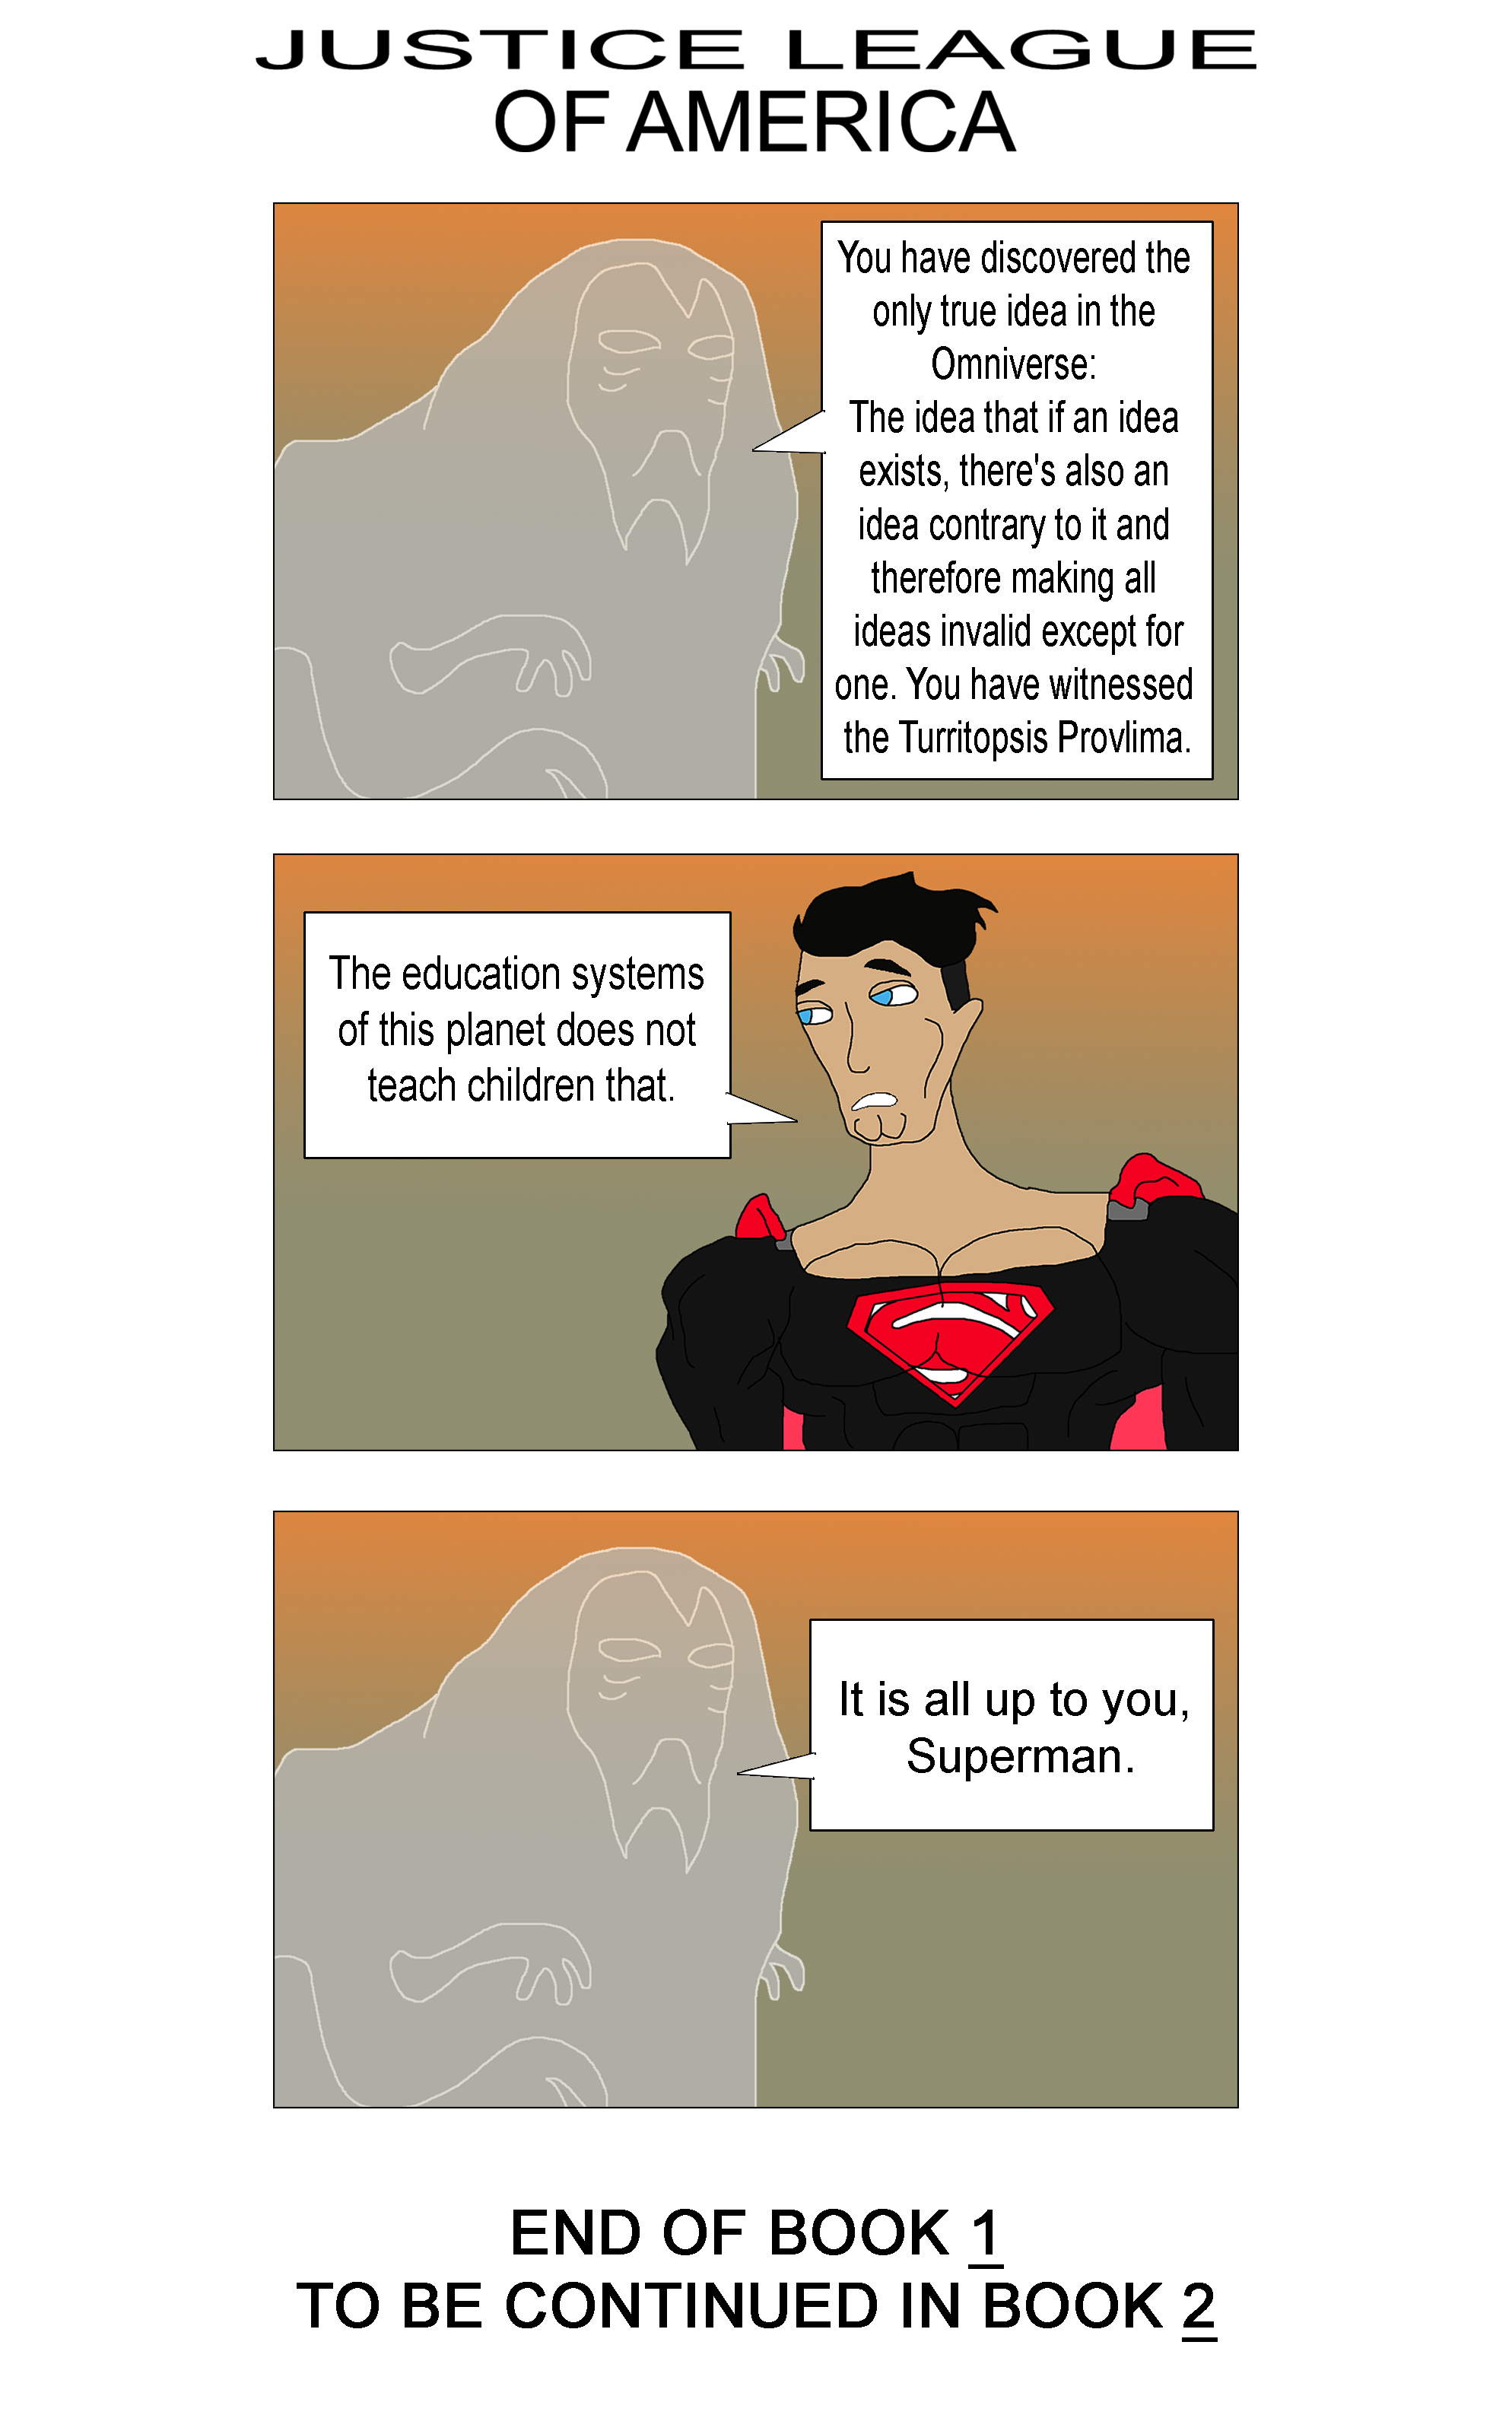 JUSTICE LEAGUE
OF AMERICA
You have discovered the
only true idea in the
Omniverse:
The idea that if an idea
exists, there's also an
idea contrary to it and
therefore making all
ideas invalid except for
one. You have witnessed
the Turritopsis Provlima.
The education systems
of this planet does not
teach children that.
It is all up to you,
Superman.
END OF BOOK 1
TO BE CONTINUED IN BOOK 2